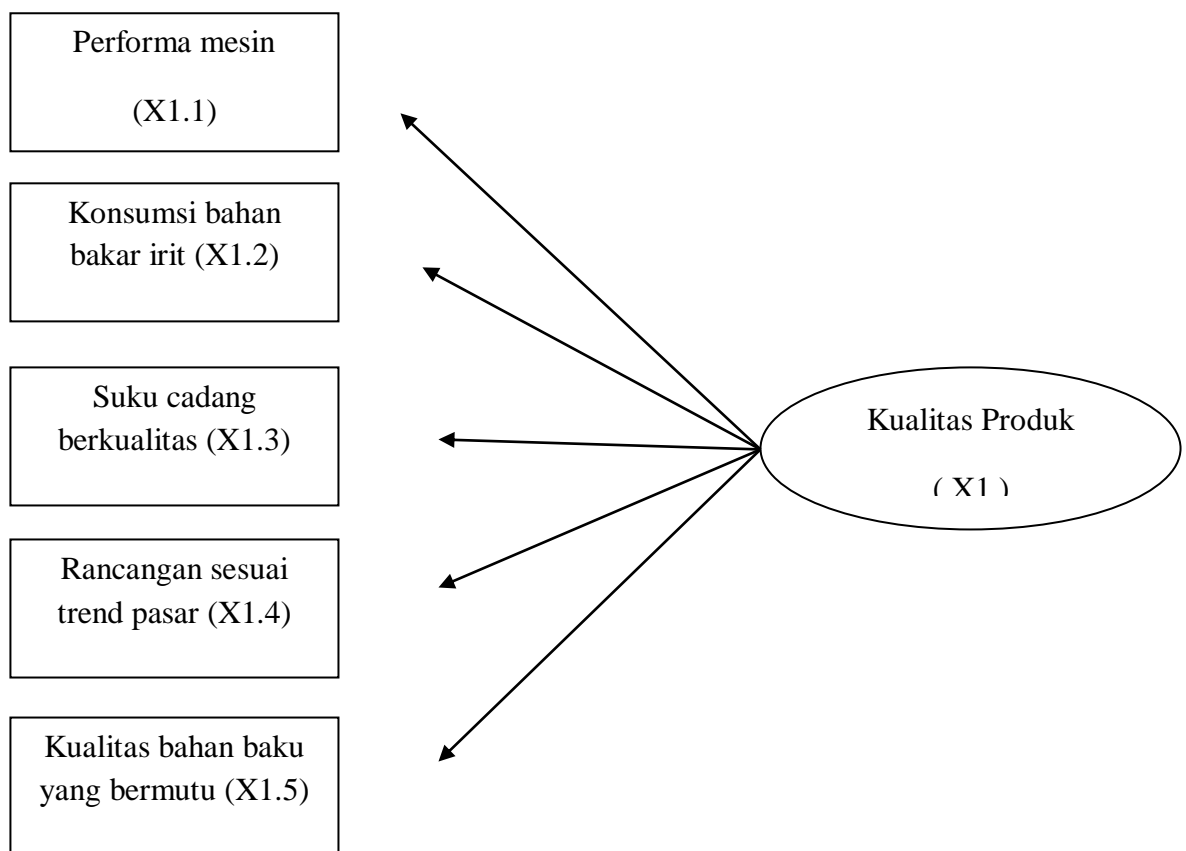 Performa mesin
(X1.1)
Konsumsi bahan
bakar irit (X1.2)
Suku cadang
berkualitas (X1.3)
Rancangan sesuai
trend pasar (X1.4)
Kualitas bahan baku
yang bermutu (X1.5)
Kualitas Produk
( X1 )